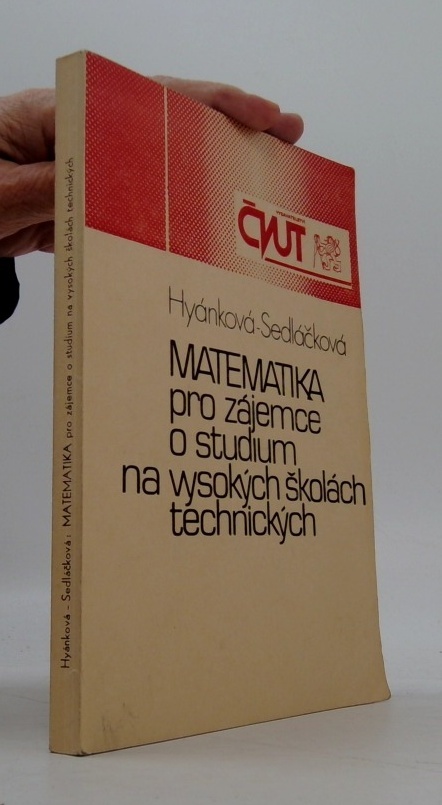 VYDAVATELSTVÍ
ČVUT
Hyánková-Sedláčková
MATEMATIKA
pro zájemce
o studium
na vysokých školách
technických
Hyánková - Sedláčková: MATEMATIKA pro zájemce o studium na vysokých školách technických